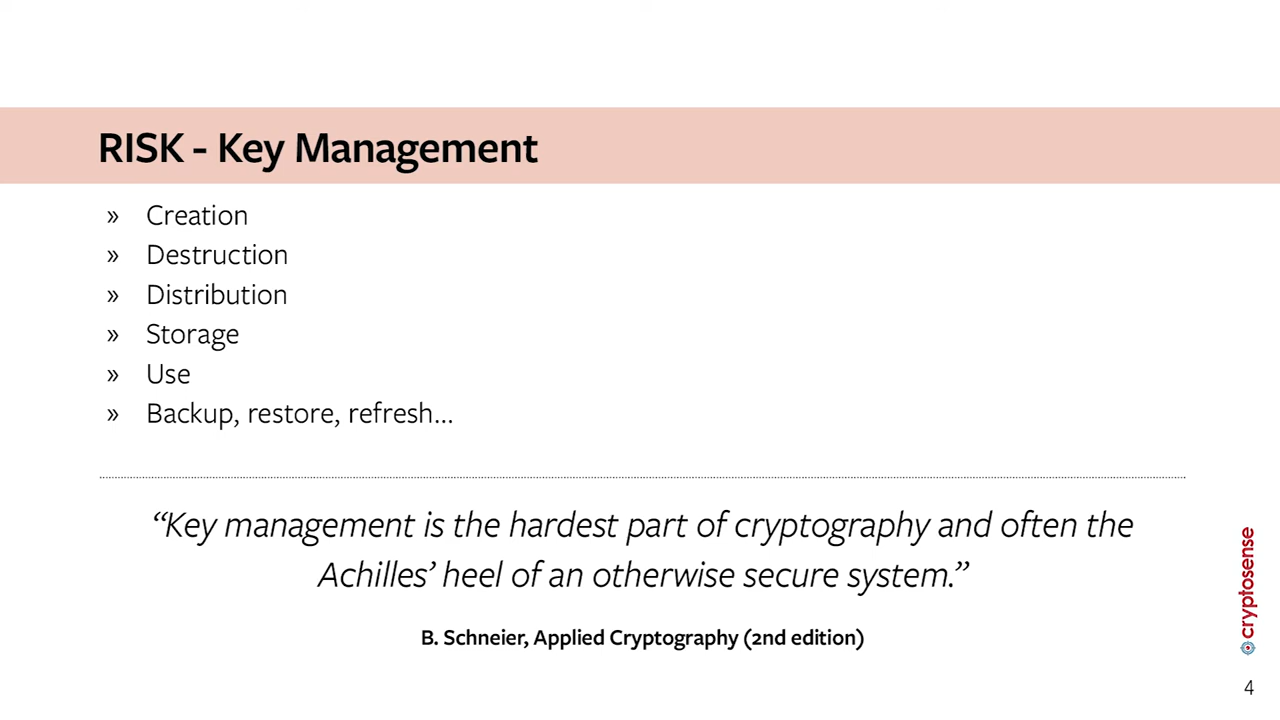 RISK - Key Management
» Creation
» Destruction
» Distribution
» Storage
» Use
» Backup, restore, refresh...
“Key management is the hardest part of cryptography and often the
Achilles’ heel of an otherwise secure system.”
B. Schneier, Applied Cryptography (2nd edition)
cryptosense
4